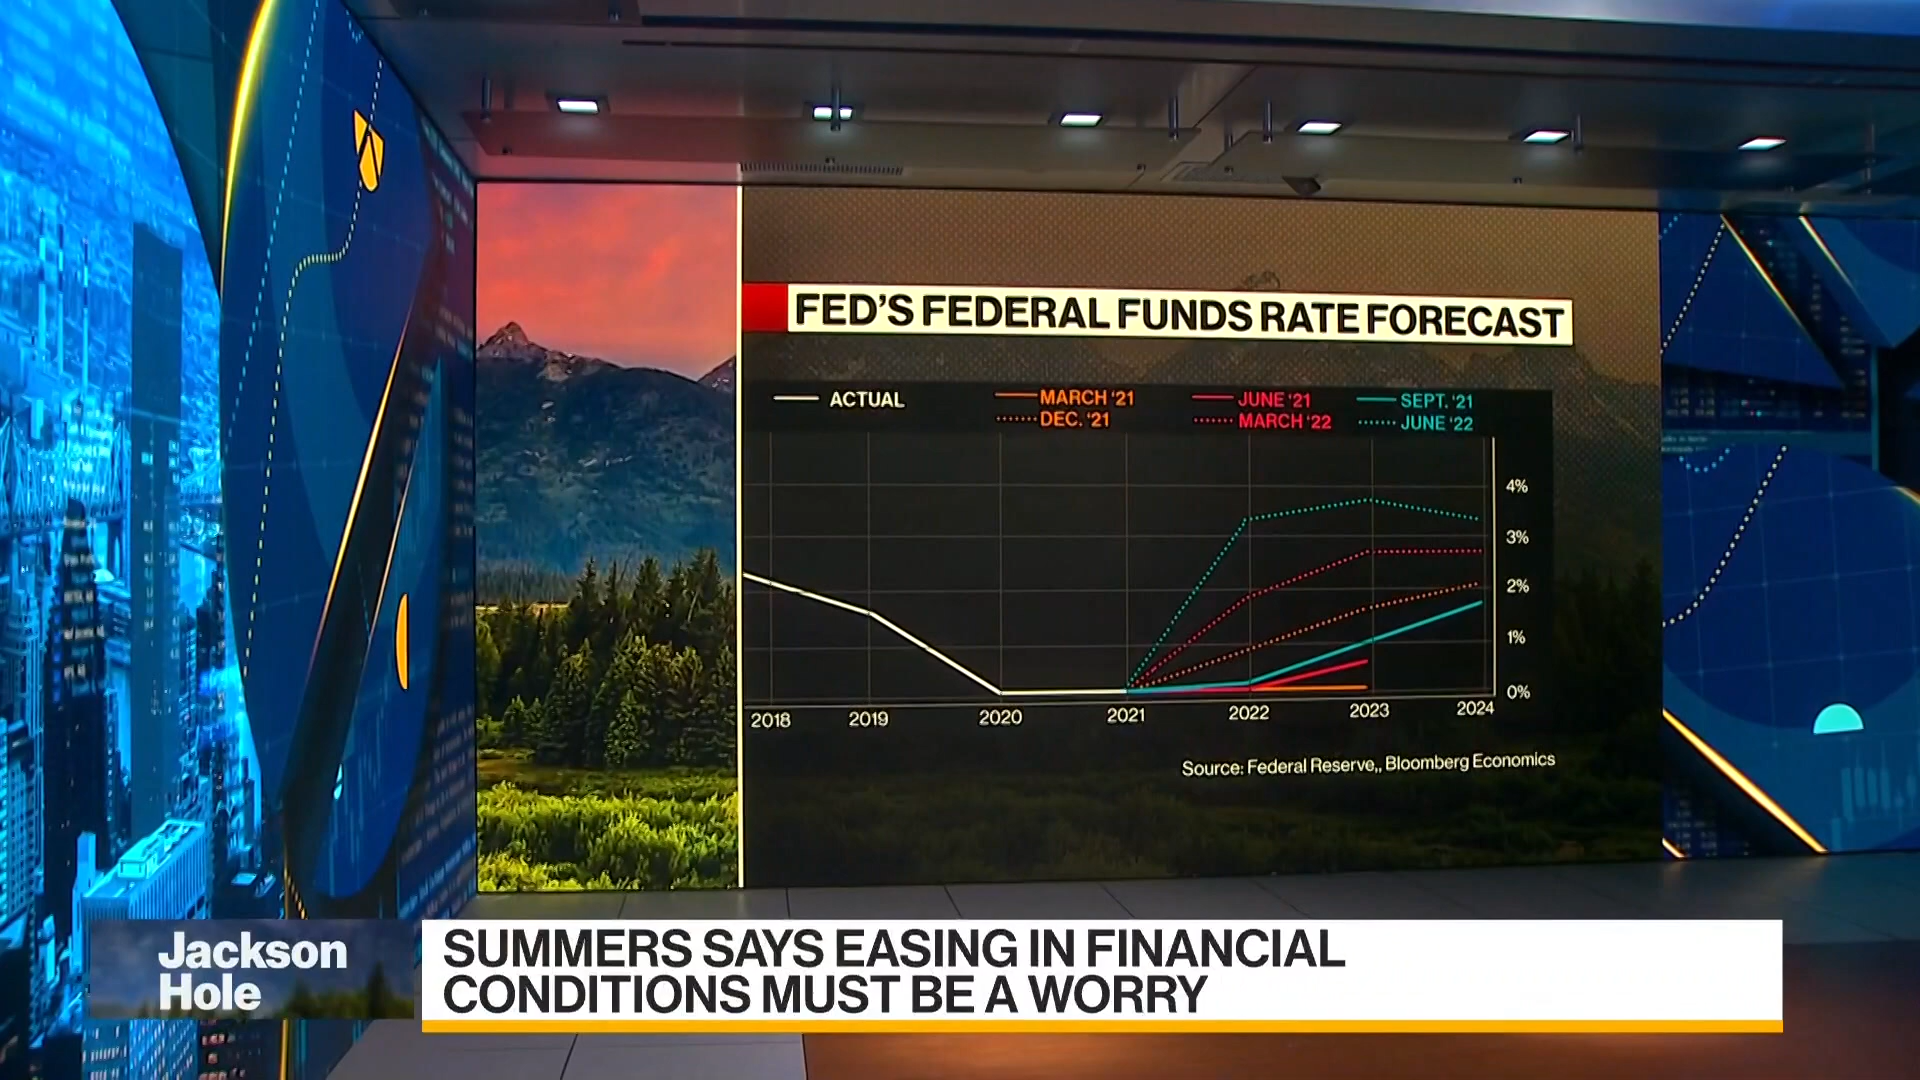 FED'S FEDERAL FUNDS RATE FORECAST
ACTUAL
MARCH '21
JUNE '21
SEPT. '21
DEC. '21
MARCH '22
JUNE '22
4%
3%
2%
1%
0%
2018
2019
2020
2021
2022
2023
2024
Source: Federal Reserve,, Bloomberg Economics
Jackson
Hole
SUMMERS SAYS EASING IN FINANCIAL
CONDITIONS MUST BE A WORRY